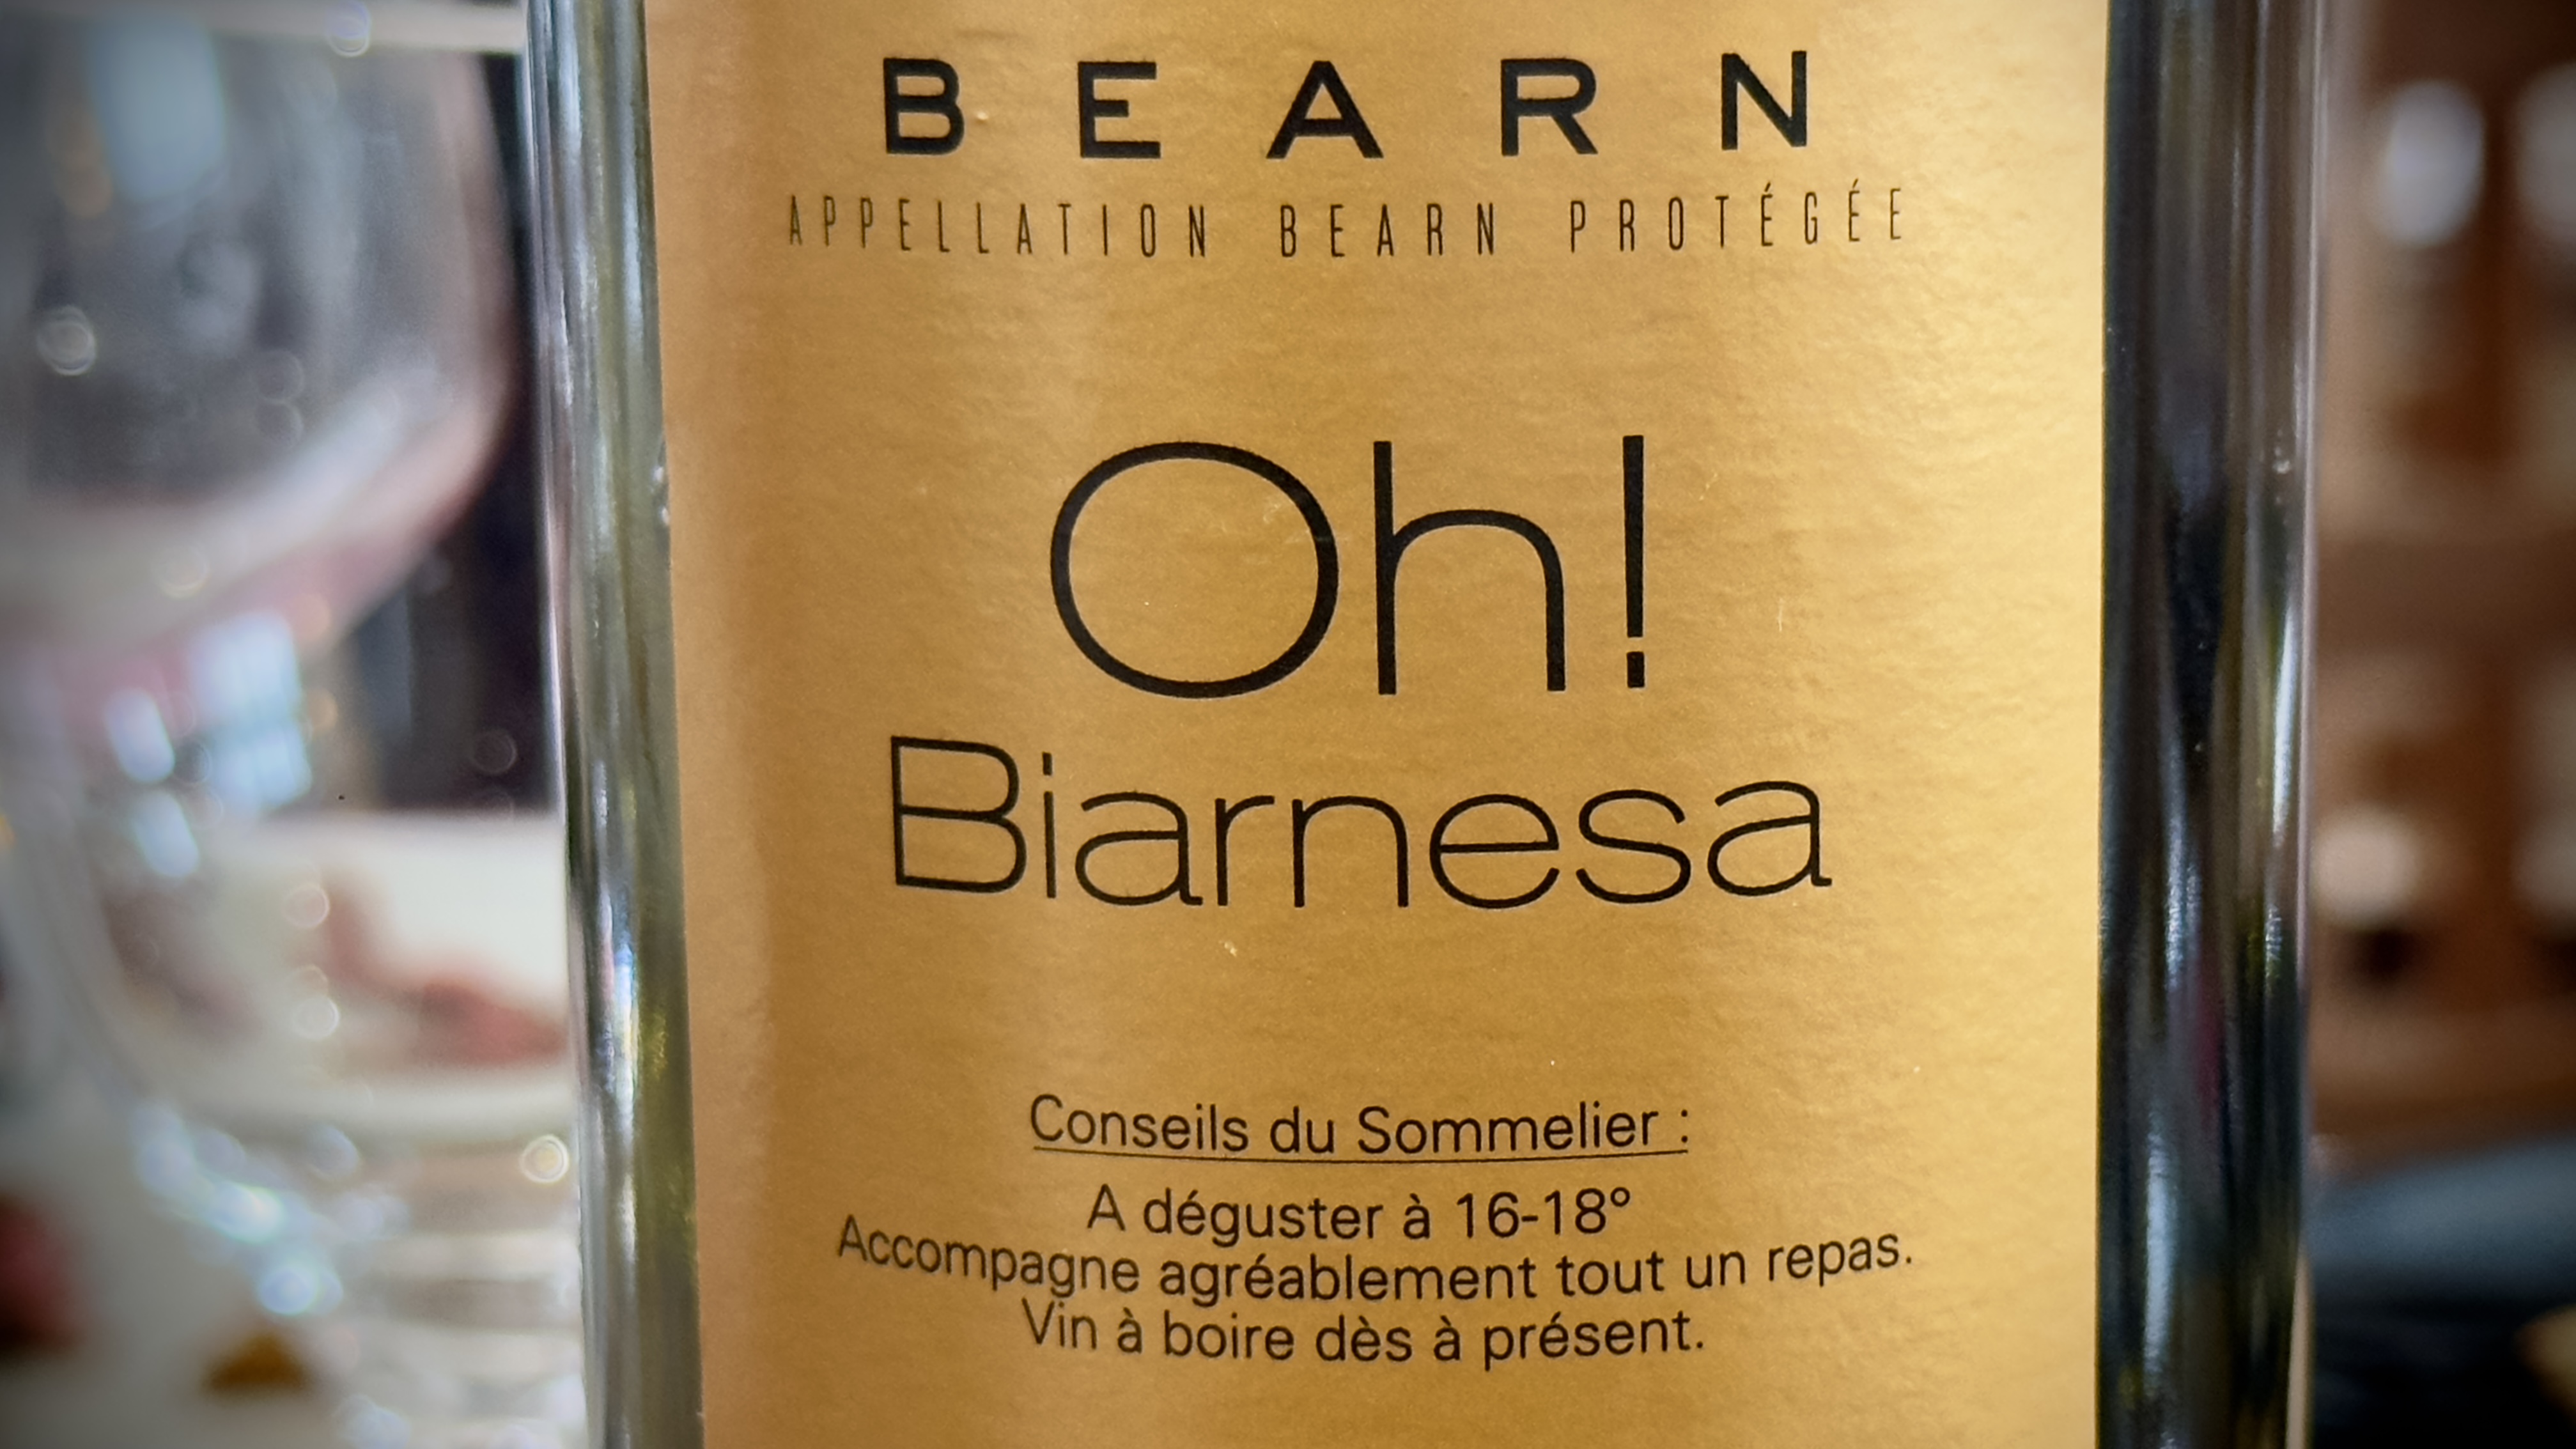 BEARN
APPELLATION BEARN PROTÉGÉE
Oh!
Biarnesa
Conseils du Sommelier :
A déguster à 16-18°
Accompagne agréablement tout un repas.
Vin à boire dès à présent.